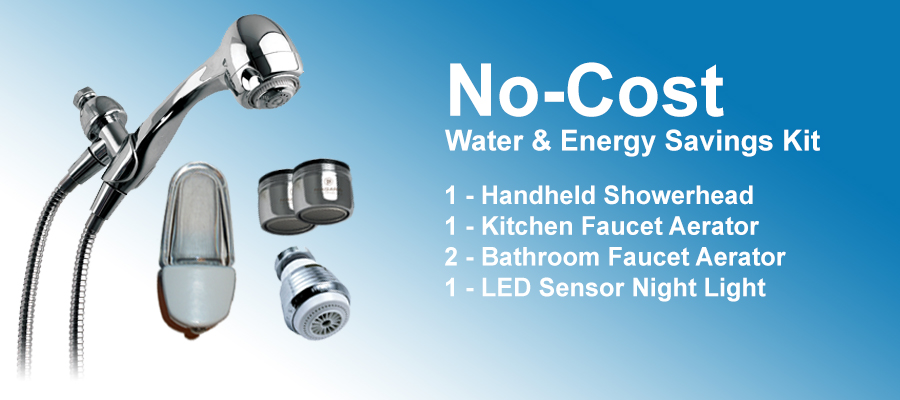 No-Cost
Water & Energy Savings Kit
1 - Handheld Showerhead
1 - Kitchen Faucet Aerator
2 - Bathroom Faucet Aerator
1 - LED Sensor Night Light